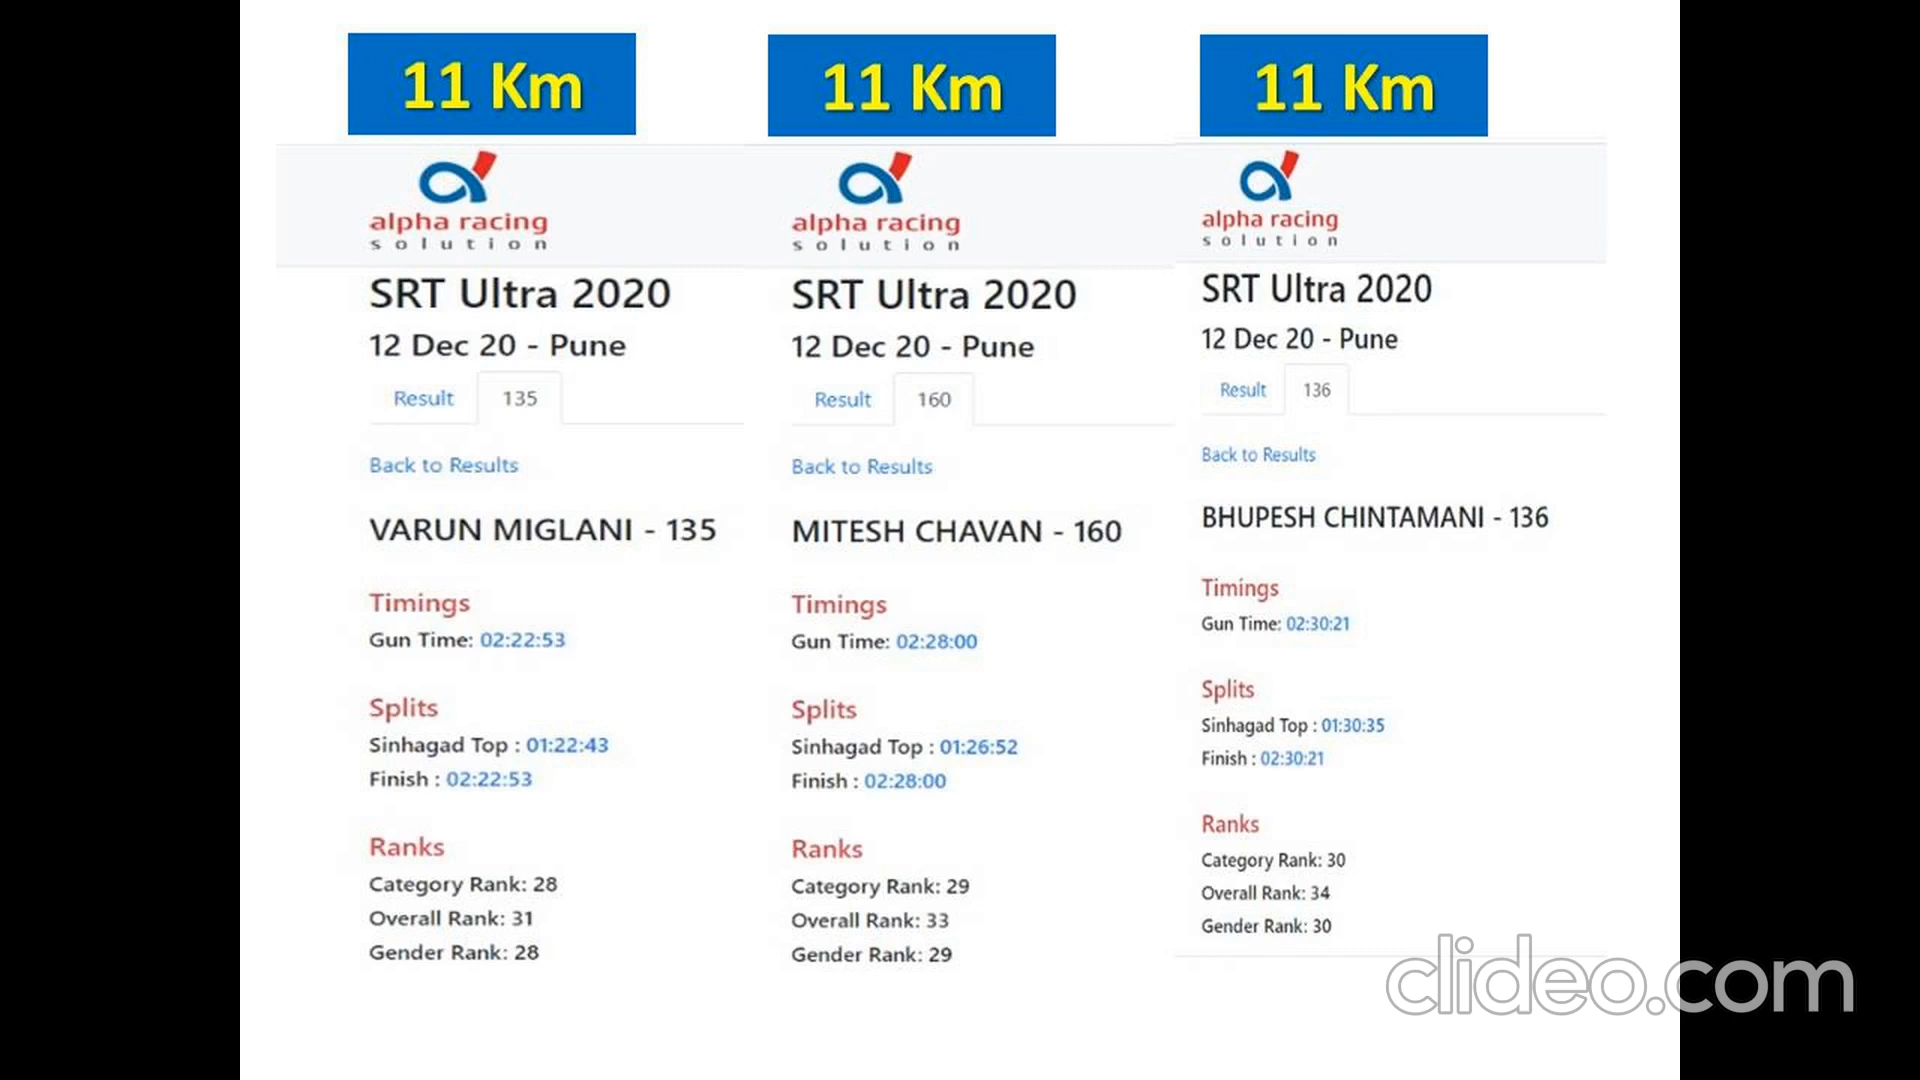 11 Km
alpha racing
solution
SRT Ultra 2020
12 Dec 20 - Pune
Result 135
Back to Results
VARUN MIGLANI - 135
Timings
Gun Time: 02:22:53
Splits
Sinhagad Top : 01:22:43
Finish : 02:22:53
Ranks
Category Rank: 28
Overall Rank: 31
Gender Rank: 28
11 Km
alpha racing
solution
SRT Ultra 2020
12 Dec 20 - Pune
Result 160
Back to Results
MITESH CHAVAN - 160
Timings
Gun Time: 02:28:00
Splits
Sinhagad Top : 01:26:52
Finish : 02:28:00
Ranks
Category Rank: 29
Overall Rank: 33
Gender Rank: 29
11 Km
alpha racing
solution
SRT Ultra 2020
12 Dec 20 - Pune
Result 136
Back to Results
BHUPESH CHINTAMANI - 136
Timings
Gun Time: 02:30:21
Splits
Sinhagad Top : 01:30:35
Finish : 02:30:21
Ranks
Category Rank: 30
Overall Rank: 34
Gender Rank: 30
clideo.com